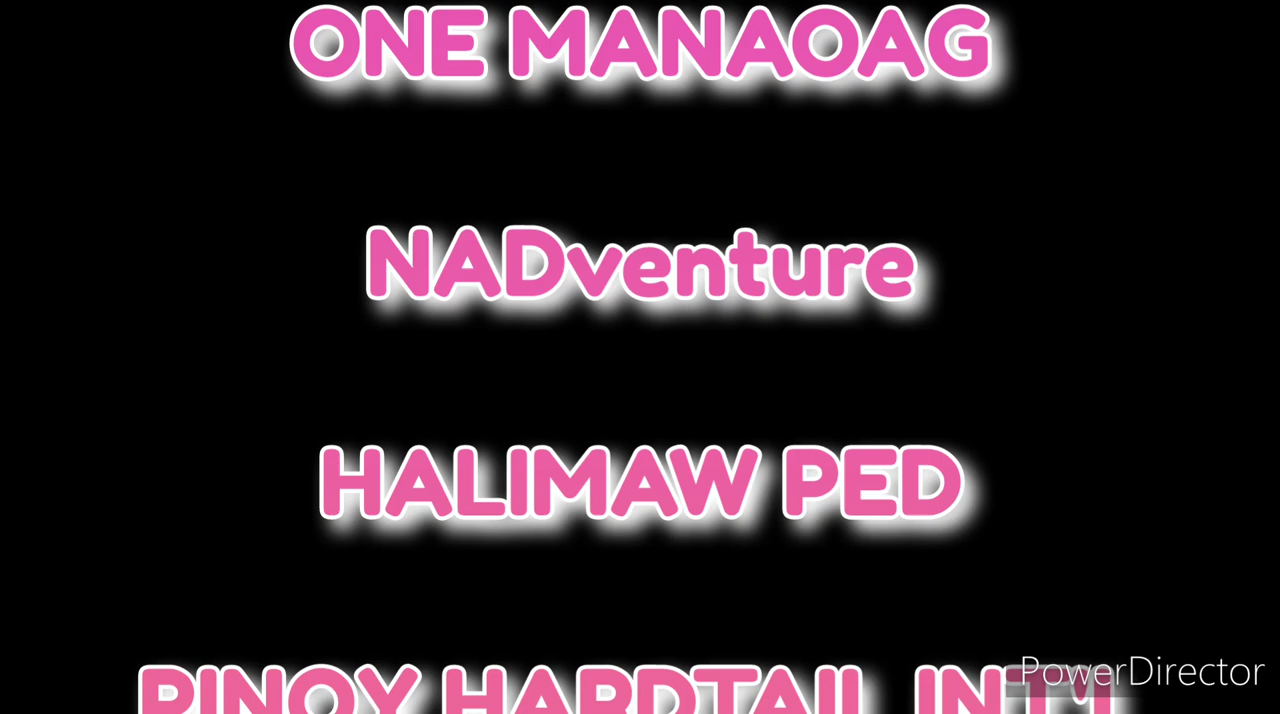 ONE MANAOAG
NADventure
HALIMAW PED
PowerDirector
PINOY HARDTAIL